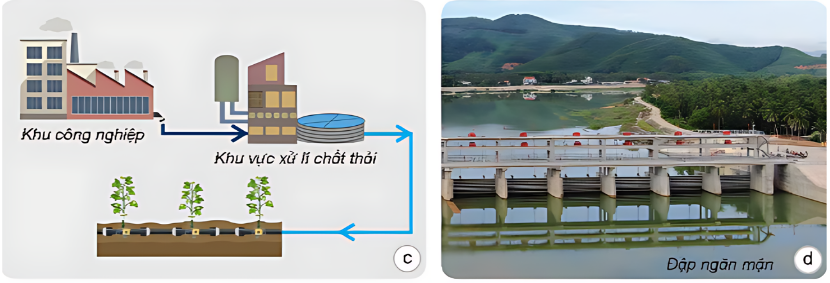 Khu công nghiệp
Khu vực xử lí chất thải
c
Đập ngăn mặn
d